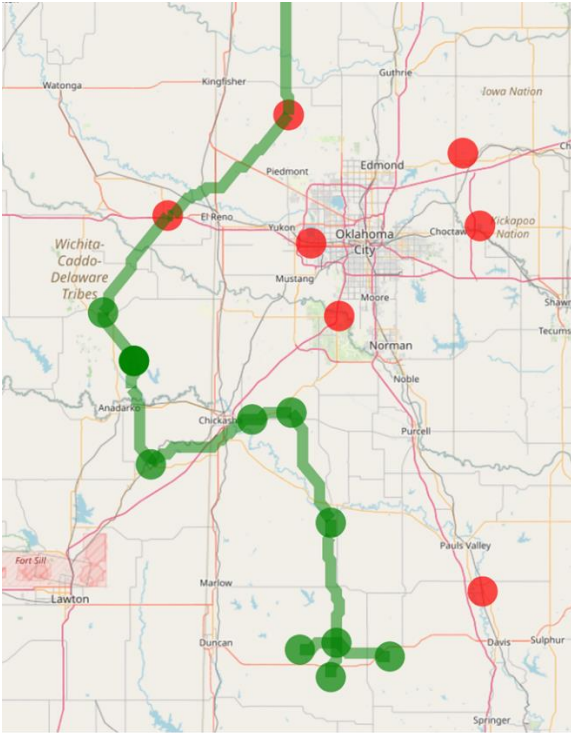 Kingfisher
Guthrie
Watonga
Iowa Nation
Edmond
Piedmont
El Reno
Yukon
Oklahoma
City
Choctaw
Kickapoo
Nation
Wichita-
Caddo-
Delaware
Tribes
Mustang
Moore
Shawn
Tecums
Norman
Noble
Anadarko
Chickash
Purcell
Pauls Valley
Fort Sill
Marlow
Lawton
Duncan
Davis
Sulphur
Springer